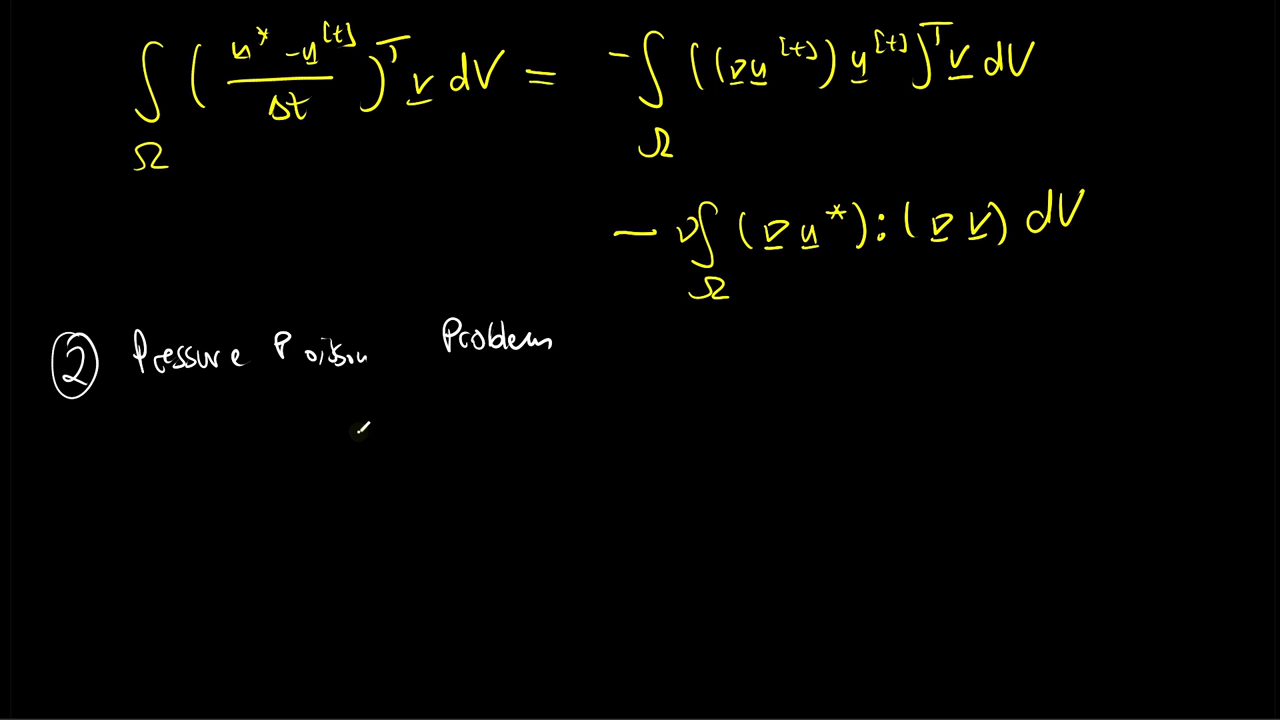 ∫_Ω ( (u* - u^[t]) / Δt )^T v dV = - ∫_Ω ( (∇u^[t]) u^[t] )^T v dV
- ν ∫_Ω (∇u*) : (∇v) dV
② Pressure Poisson Problem